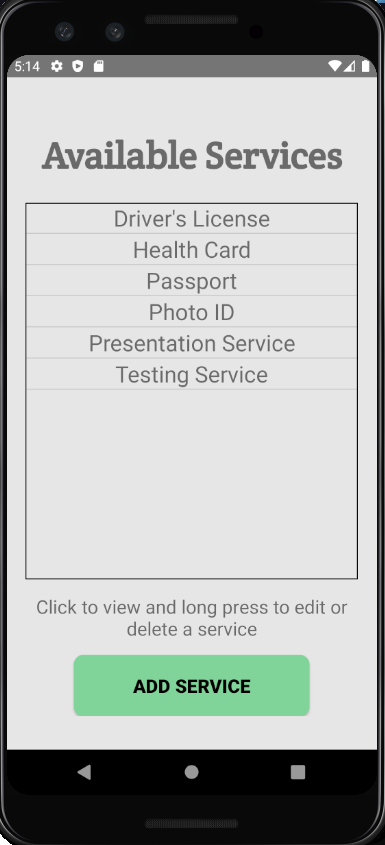 5:14
Available Services
Driver's License
Health Card
Passport
Photo ID
Presentation Service
Testing Service
Click to view and long press to edit or
delete a service
ADD SERVICE